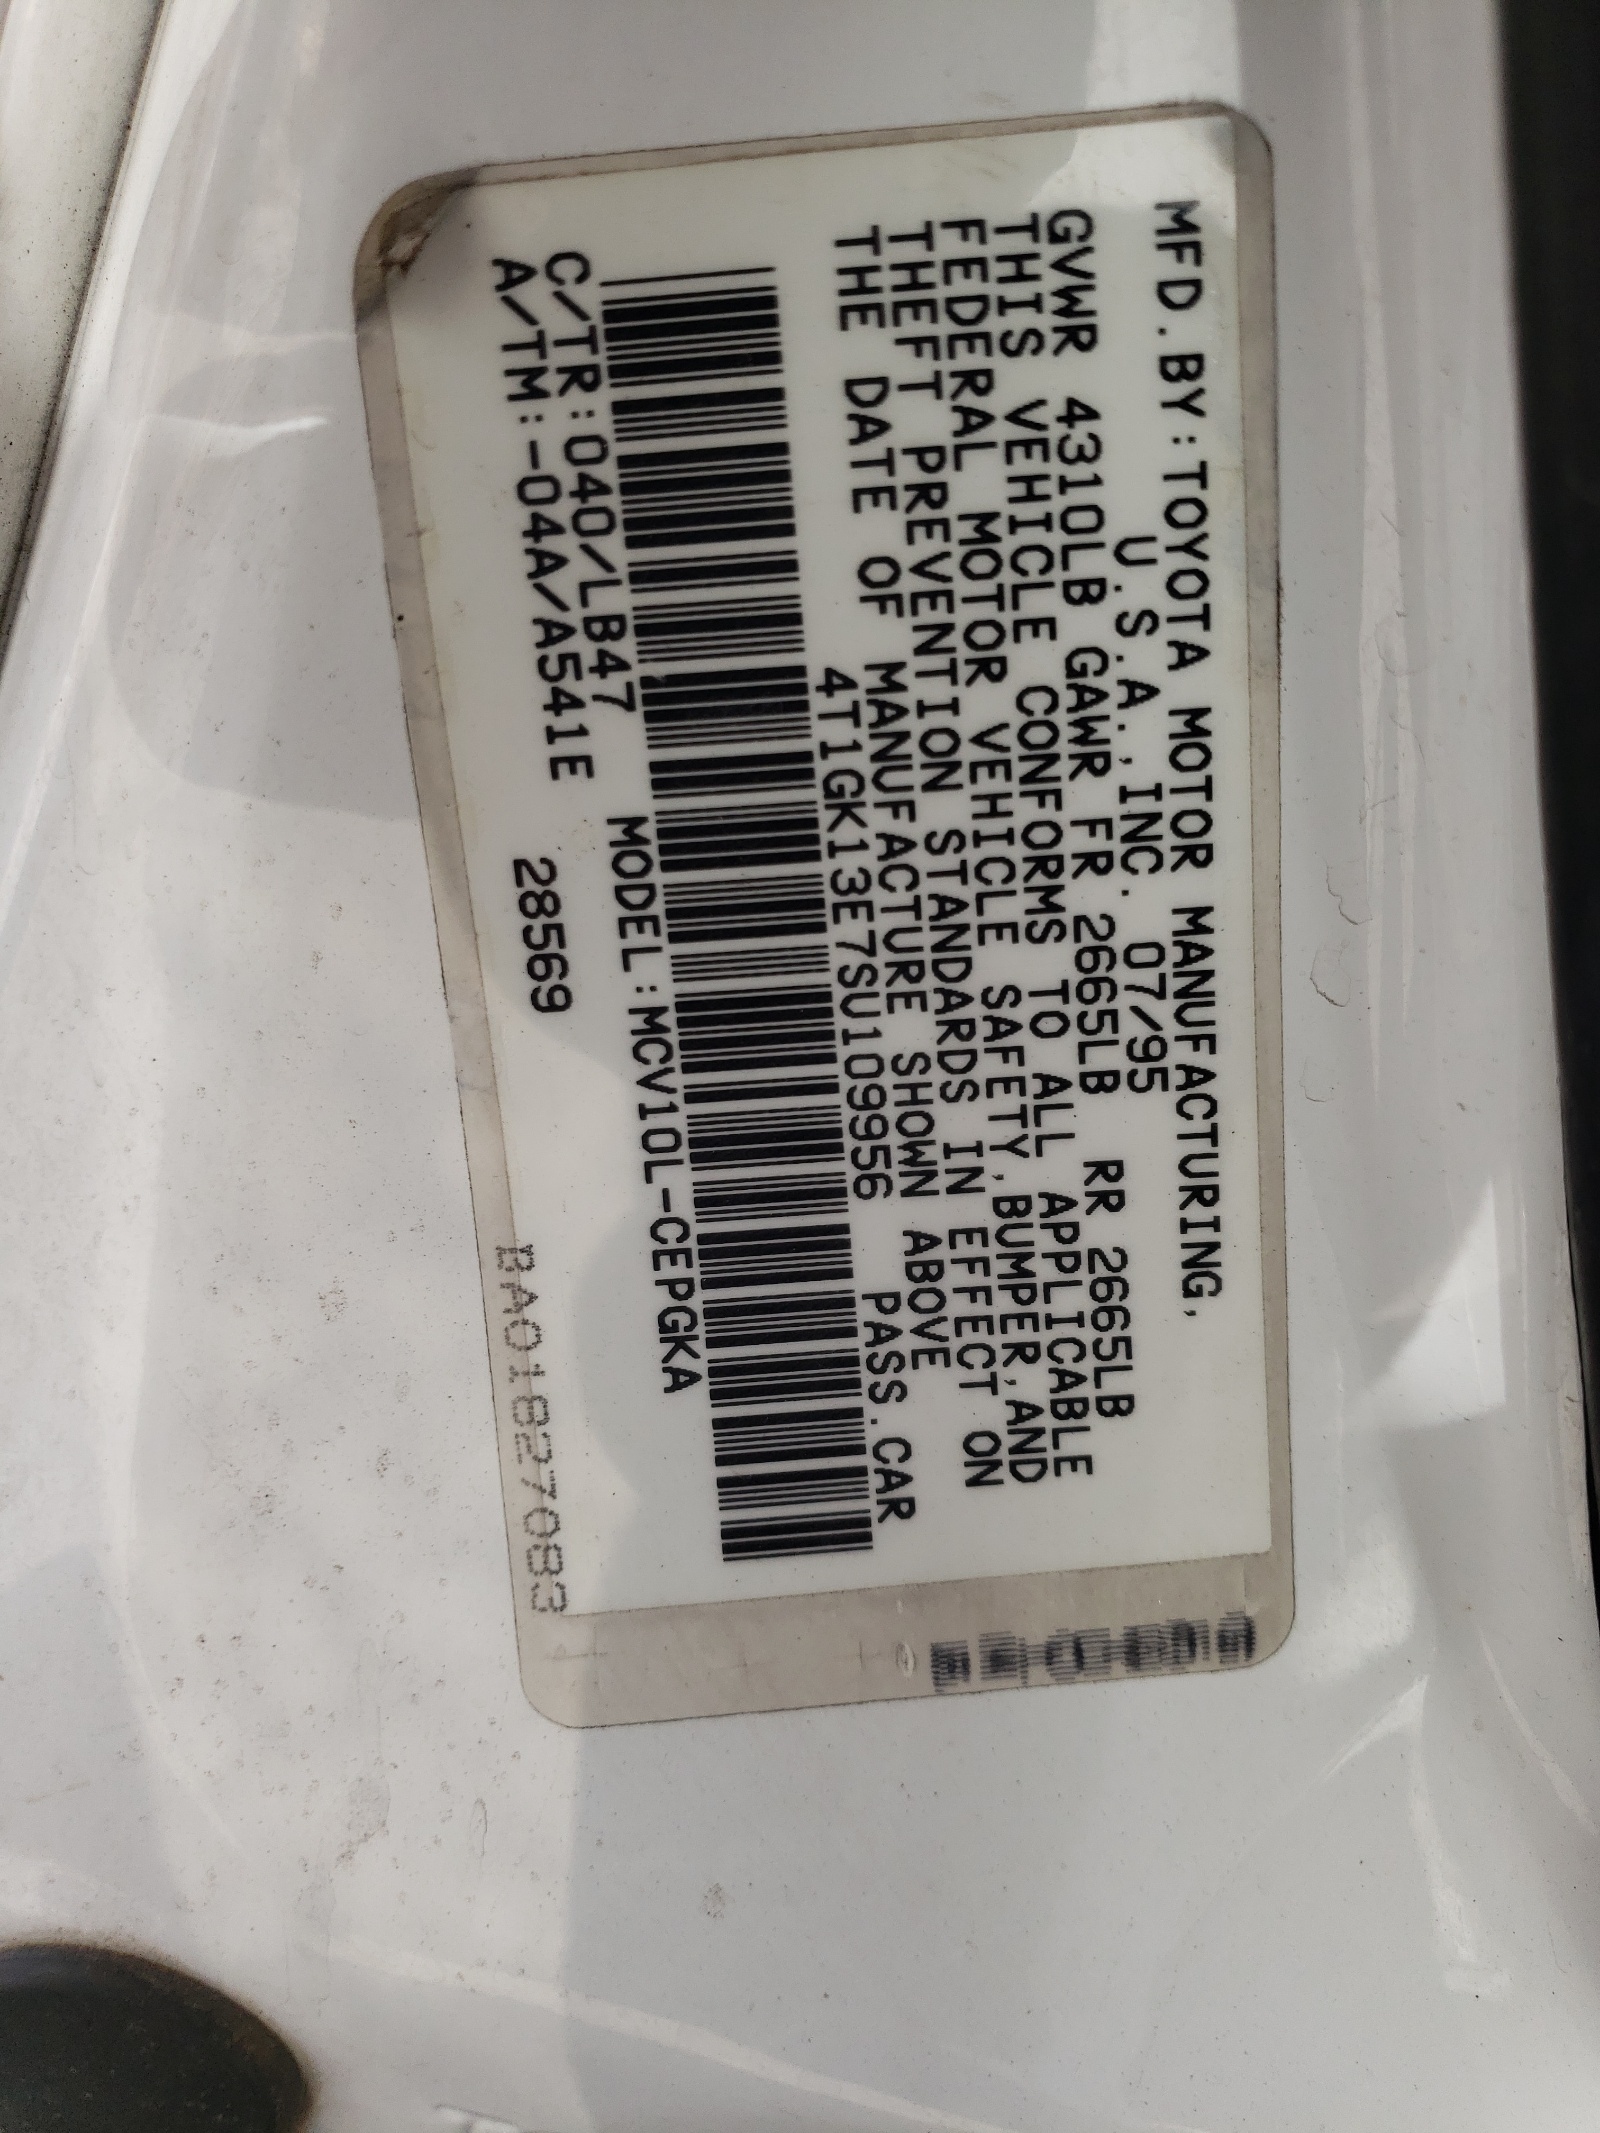 MFD.BY:TOYOTA MOTOR MANUFACTURING,
U.S.A.,INC. 07/95
GVWR 4310LB GAWR FR 2665LB RR 2665LB
THIS VEHICLE CONFORMS TO ALL APPLICABLE
FEDERAL MOTOR VEHICLE SAFETY,BUMPER,AND
THEFT PREVENTION STANDARDS IN EFFECT ON
THE DATE OF MANUFACTURE SHOWN ABOVE
4T1GK13E7SU109956 PASS.CAR
C/TR:040/LB47 MODEL:MCV10L-CEPGKA
A/TM:-04A/A541E 28569
BA01827083